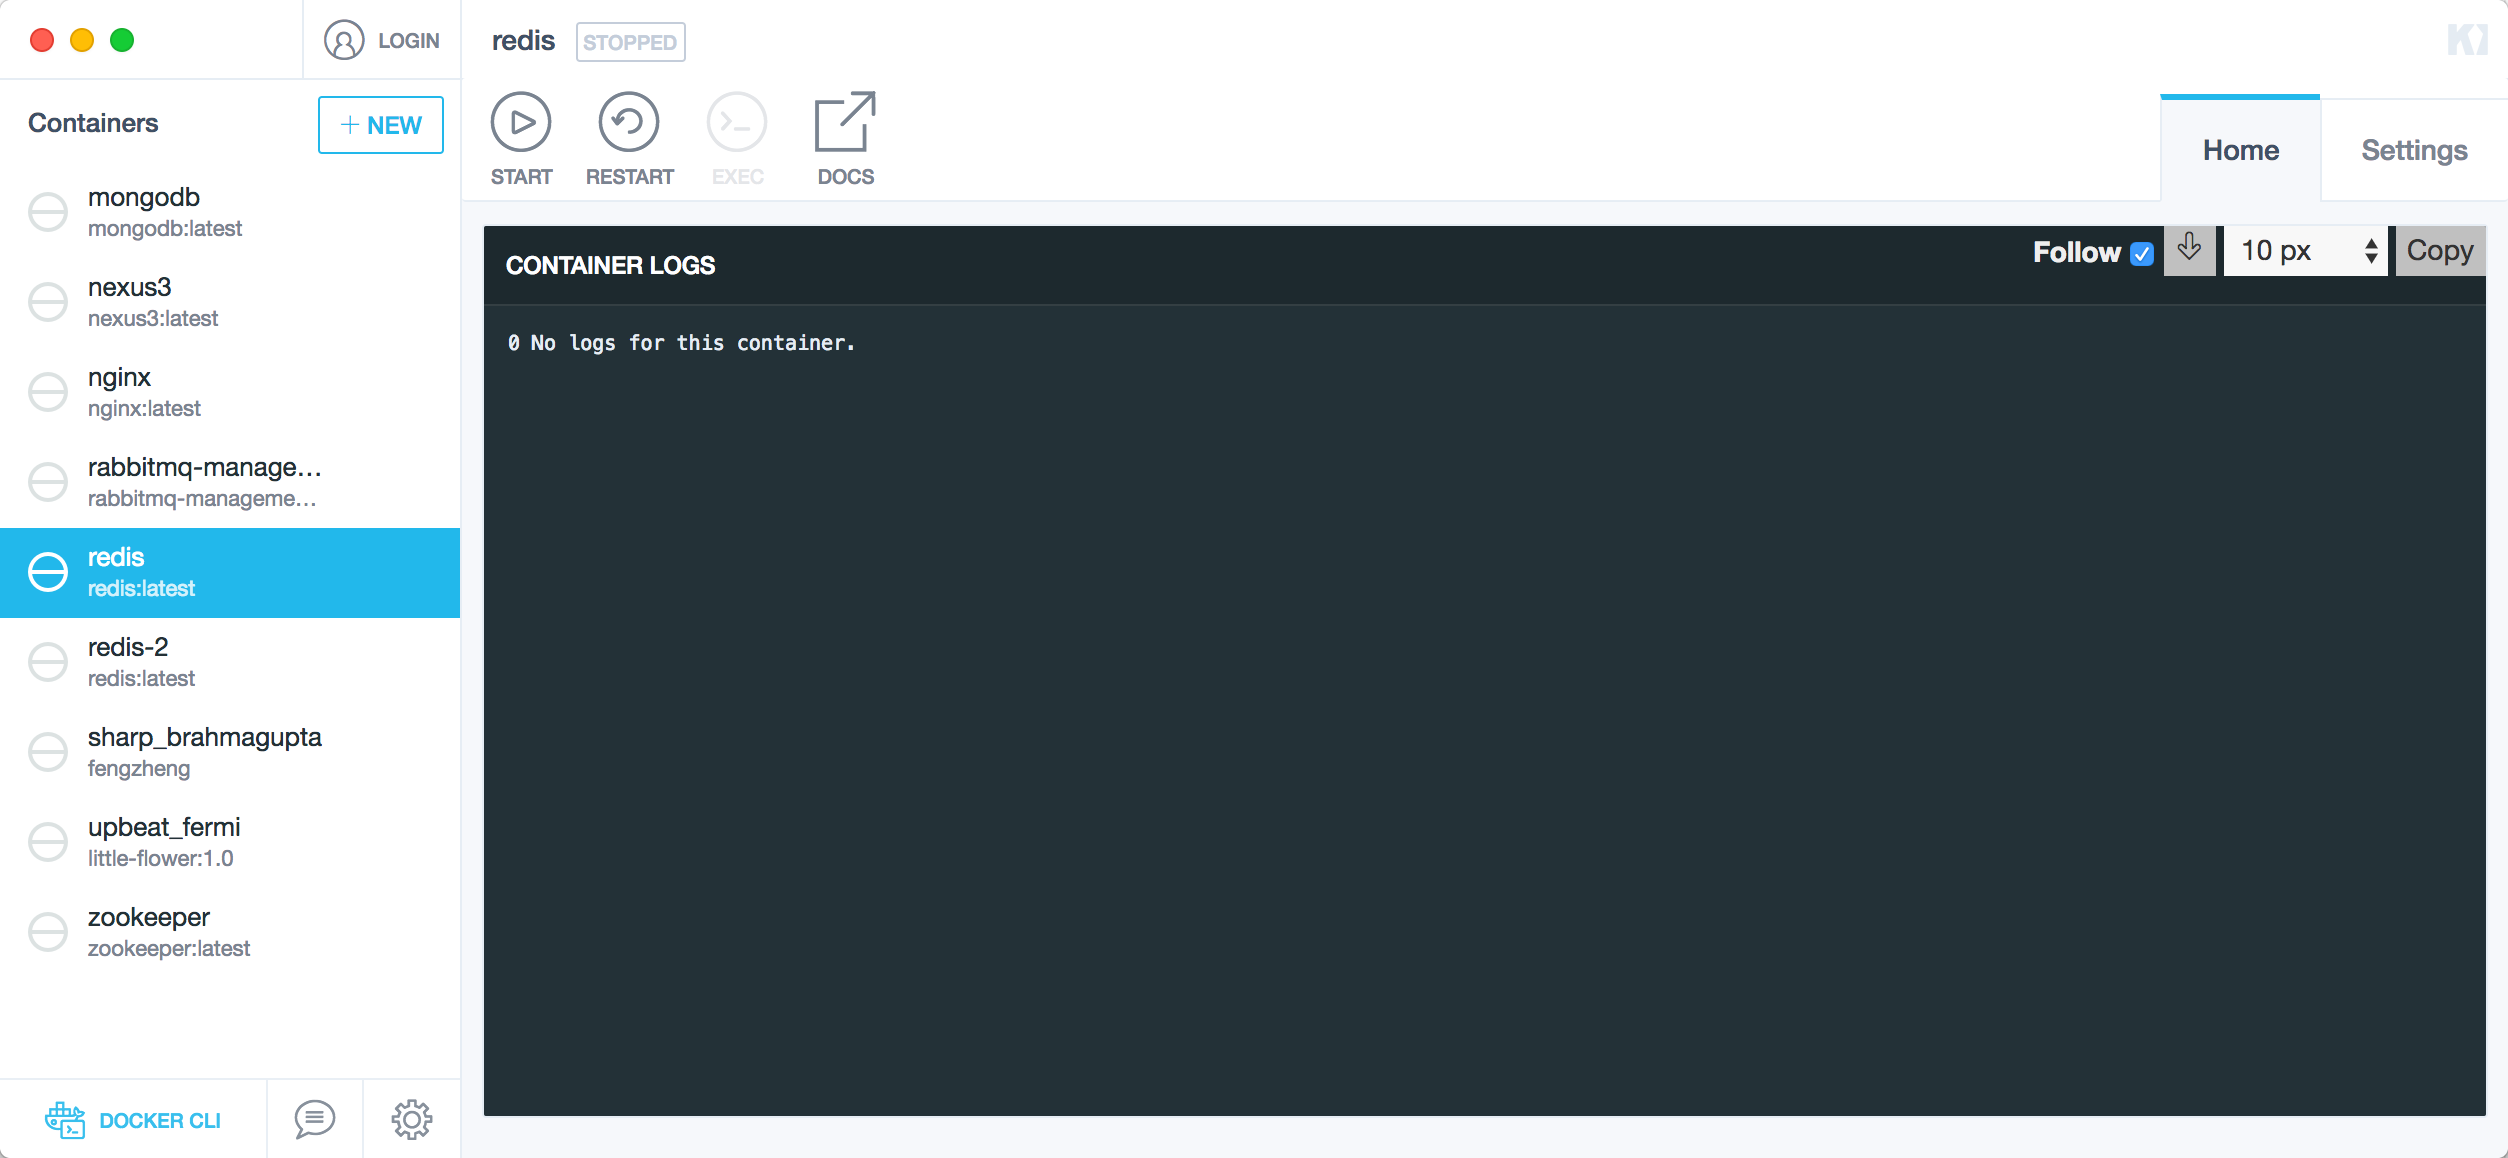 LOGIN
redis STOPPED
Containers
+ NEW
START RESTART EXEC DOCS
Home Settings
mongodb
mongodb:latest
nexus3
nexus3:latest
nginx
nginx:latest
rabbitmq-manage…
rabbitmq-manageme…
redis
redis:latest
redis-2
redis:latest
sharp_brahmagupta
fengzheng
upbeat_fermi
little-flower:1.0
zookeeper
zookeeper:latest
DOCKER CLI
CONTAINER LOGS
Follow 10 px Copy
0 No logs for this container.